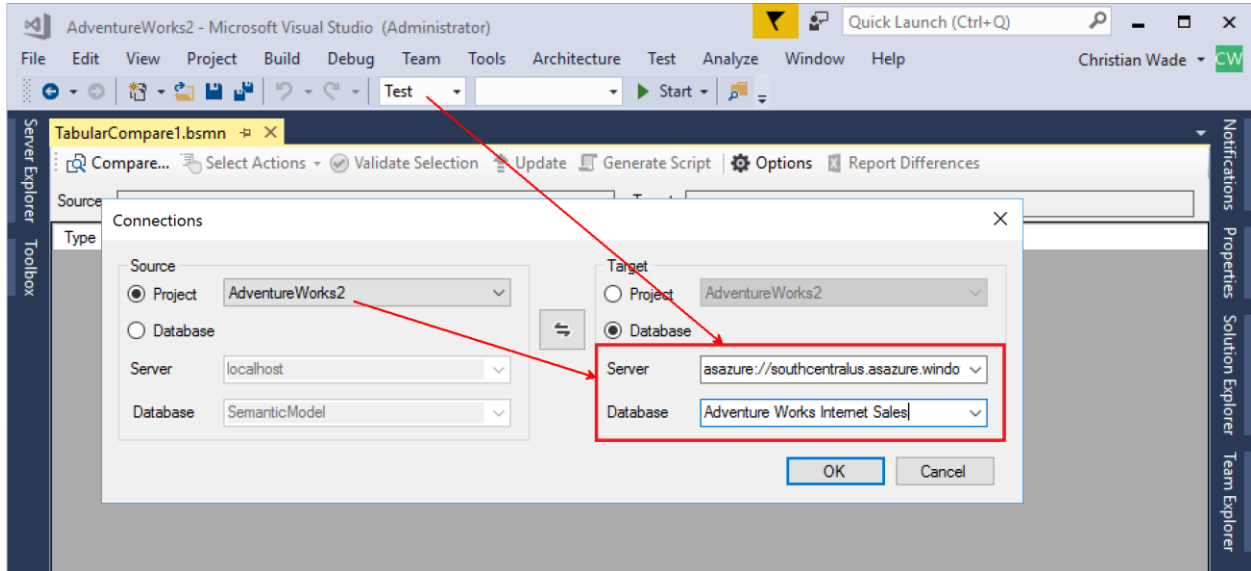 AdventureWorks2 - Microsoft Visual Studio (Administrator) Quick Launch (Ctrl+Q)
File Edit View Project Build Debug Team Tools Architecture Test Analyze Window Help Christian Wade CW
Test Start
TabularCompare1.bsmn
Compare... Select Actions Validate Selection Update Generate Script Options Report Differences
Source
Type
Connections
Source Target
Project AdventureWorks2 Project AdventureWorks2
Database Database
Server localhost Server asazure://southcentralus.asazure.windo
Database SemanticModel Database Adventure Works Internet Sales
OK Cancel
Server Explorer
Toolbox
Notifications
Properties
Solution Explorer
Team Explorer